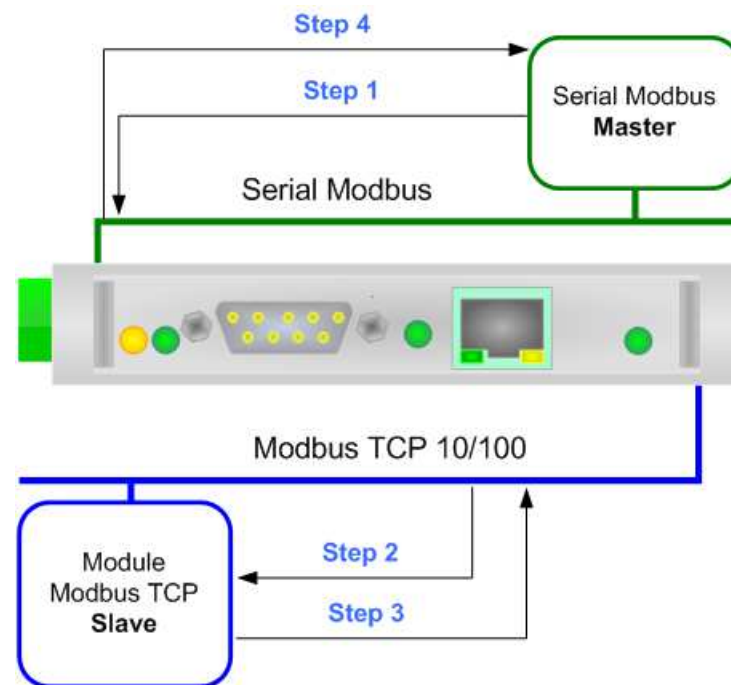 Step 4
Step 1
Serial Modbus
Master
Serial Modbus
Modbus TCP 10/100
Step 2
Module
Modbus TCP
Slave
Step 3